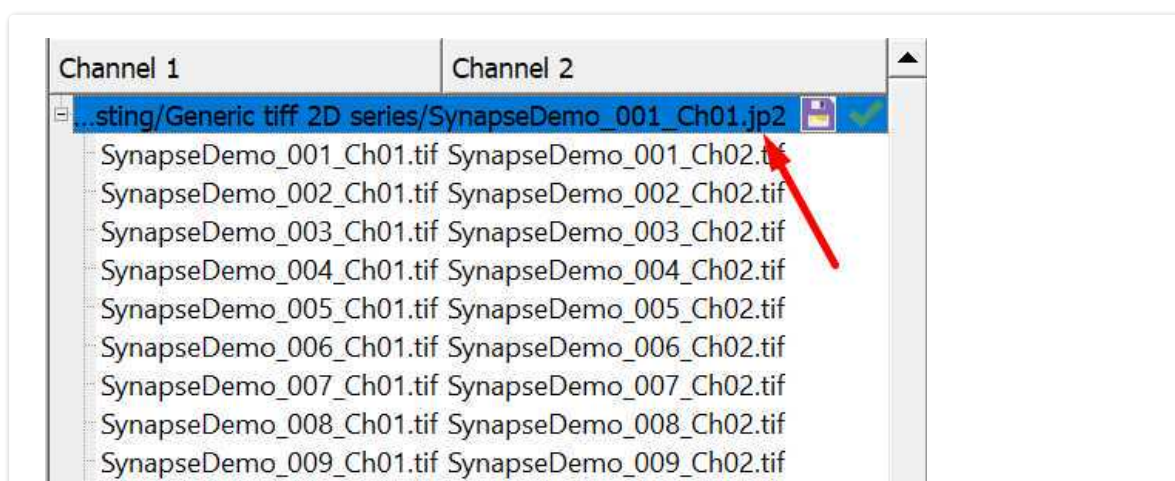 Channel 1 Channel 2
...sting/Generic tiff 2D series/SynapseDemo_001_Ch01.jp2
SynapseDemo_001_Ch01.tif SynapseDemo_001_Ch02.tif
SynapseDemo_002_Ch01.tif SynapseDemo_002_Ch02.tif
SynapseDemo_003_Ch01.tif SynapseDemo_003_Ch02.tif
SynapseDemo_004_Ch01.tif SynapseDemo_004_Ch02.tif
SynapseDemo_005_Ch01.tif SynapseDemo_005_Ch02.tif
SynapseDemo_006_Ch01.tif SynapseDemo_006_Ch02.tif
SynapseDemo_007_Ch01.tif SynapseDemo_007_Ch02.tif
SynapseDemo_008_Ch01.tif SynapseDemo_008_Ch02.tif
SynapseDemo_009_Ch01.tif SynapseDemo_009_Ch02.tif